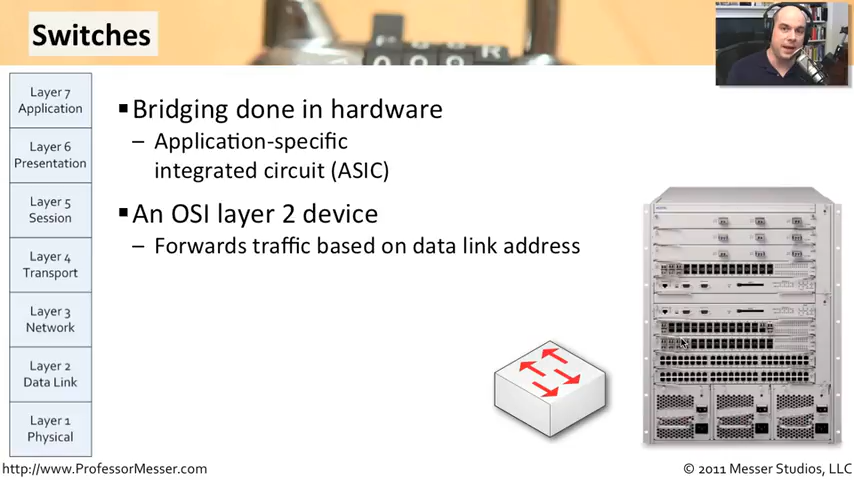 Switches
Layer 7
Application
Layer 6
Presentation
Layer 5
Session
Layer 4
Transport
Layer 3
Network
Layer 2
Data Link
Layer 1
Physical
▪Bridging done in hardware
– Application-specific
integrated circuit (ASIC)
▪An OSI layer 2 device
– Forwards traffic based on data link address
http://www.ProfessorMesser.com
© 2011 Messer Studios, LLC